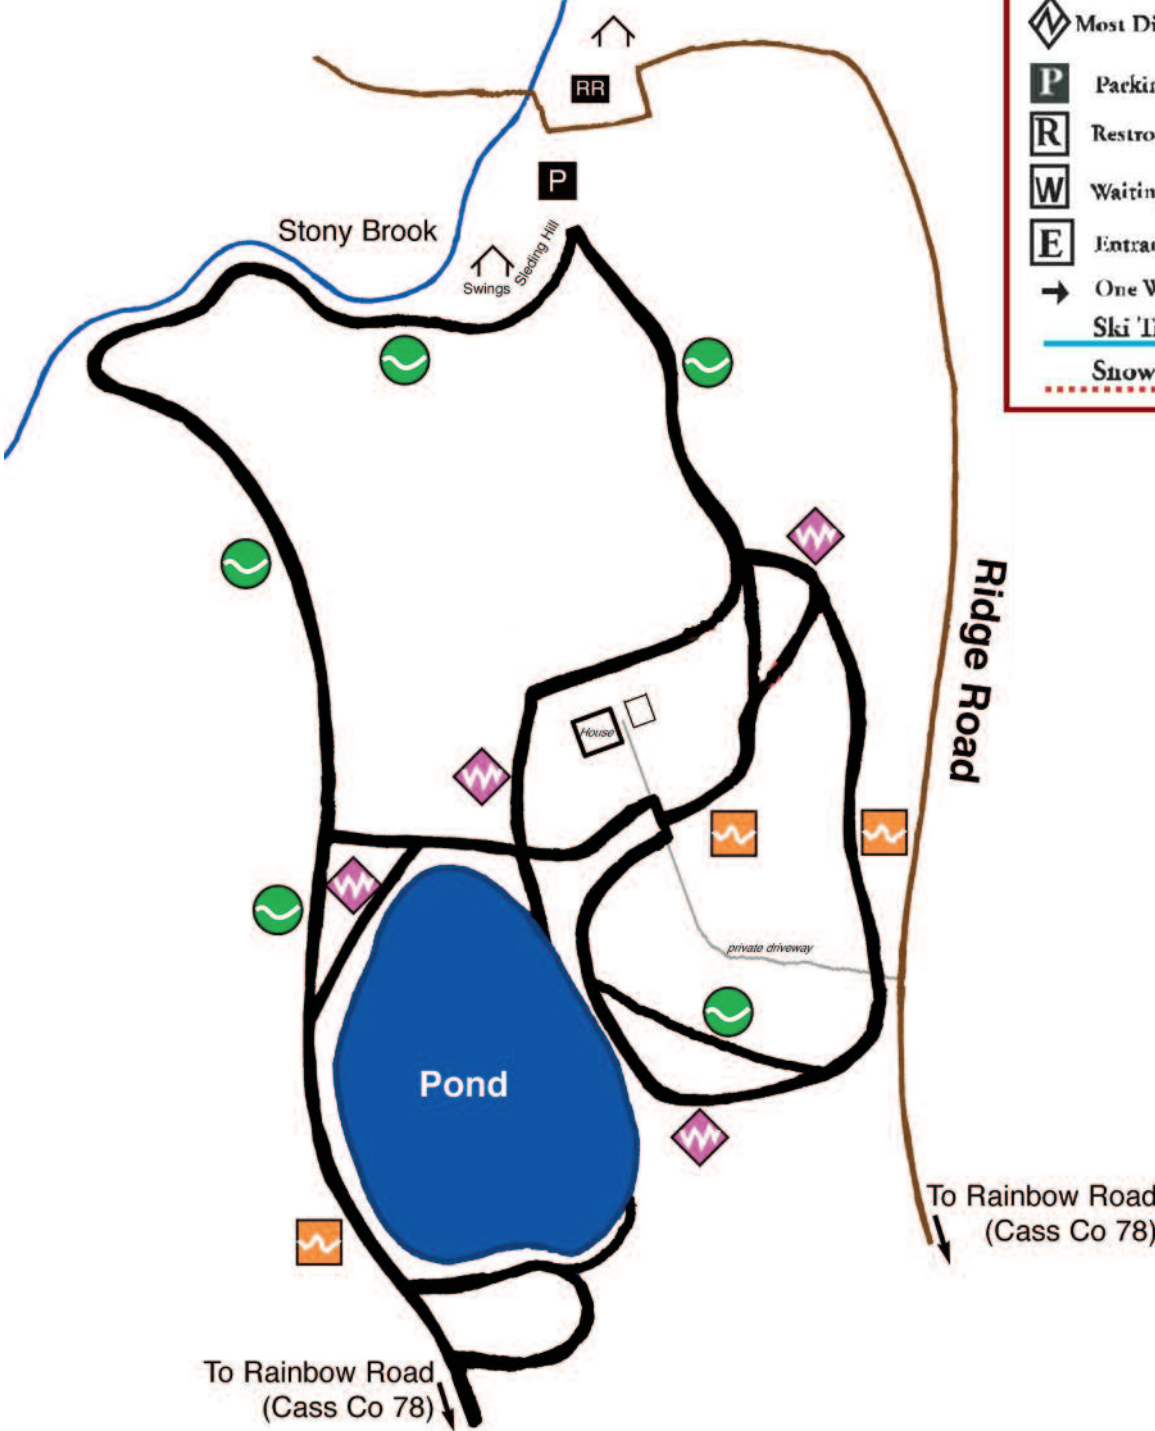 RR
P
Stony Brook
Sleding Hill
Swings
Ridge Road
House
private driveway
Pond
To Rainbow Road
(Cass Co 78)
To Rainbow Road
(Cass Co 78)
N Most Di
P Parkin
R Restro
W Waitin
E Entra
One W
Ski T
Snow